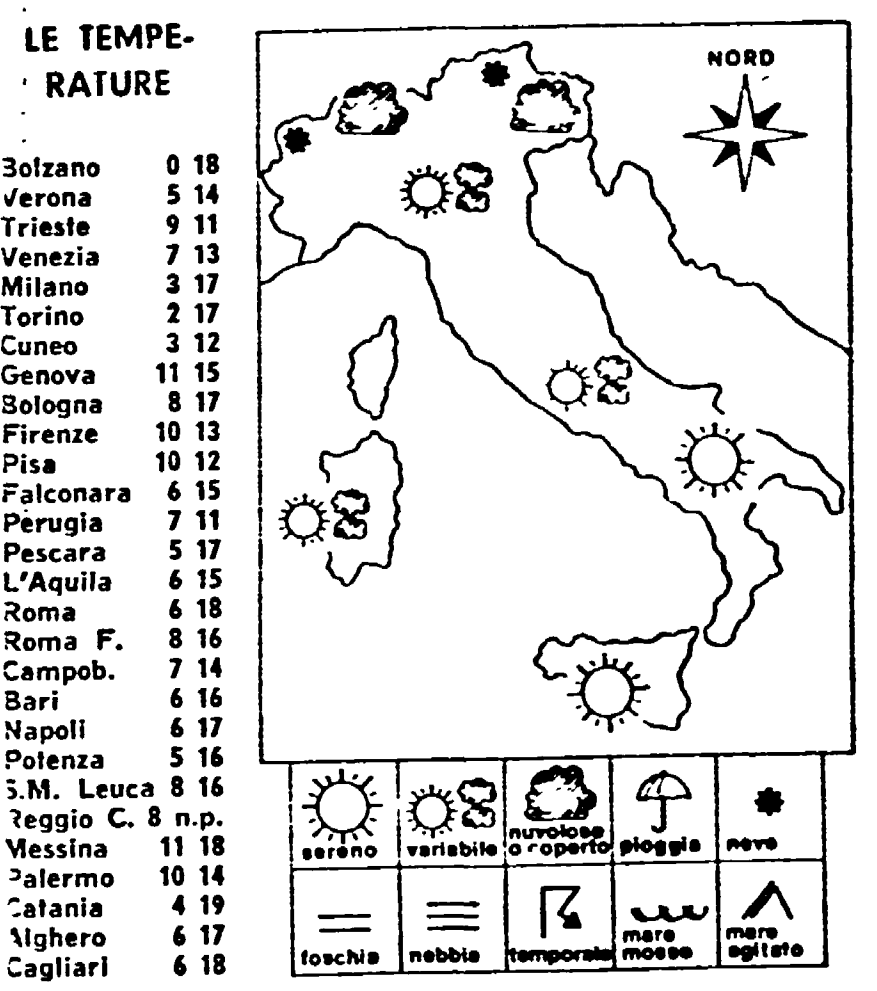 LE TEMPE-
RATURE
Bolzano 0 18
Verona 5 14
Trieste 9 11
Venezia 7 13
Milano 3 17
Torino 2 17
Cuneo 3 12
Genova 11 15
Bologna 8 17
Firenze 10 13
Pisa 10 12
Falconara 6 15
Perugia 7 11
Pescara 5 17
L'Aquila 6 15
Roma 6 18
Roma F. 8 16
Campob. 7 14
Bari 6 16
Napoli 6 17
Potenza 5 16
S.M. Leuca 8 16
Reggio C. 8 n.p.
Messina 11 18
Palermo 10 14
Catania 4 19
Alghero 6 17
Cagliari 6 18
NORD
sereno
variabile
nuvoloso
o coperto
pioggia
neve
foschia
nebbia
temporale
mare
mosso
mare
agitato